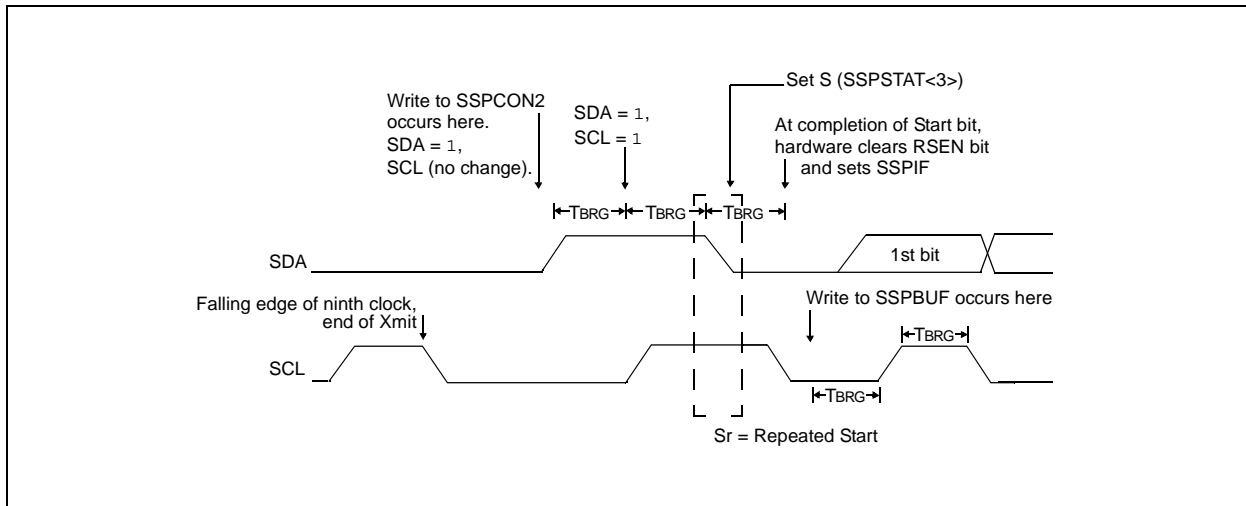 Set S (SSPSTAT<3>)
Write to SSPCON2
occurs here.
SDA = 1,
SCL (no change).
SDA = 1,
SCL = 1
At completion of Start bit,
hardware clears RSEN bit
and sets SSPIF
TBRG
TBRG
TBRG
SDA
1st bit
Write to SSPBUF occurs here
Falling edge of ninth clock,
end of Xmit
TBRG
SCL
TBRG
Sr = Repeated Start